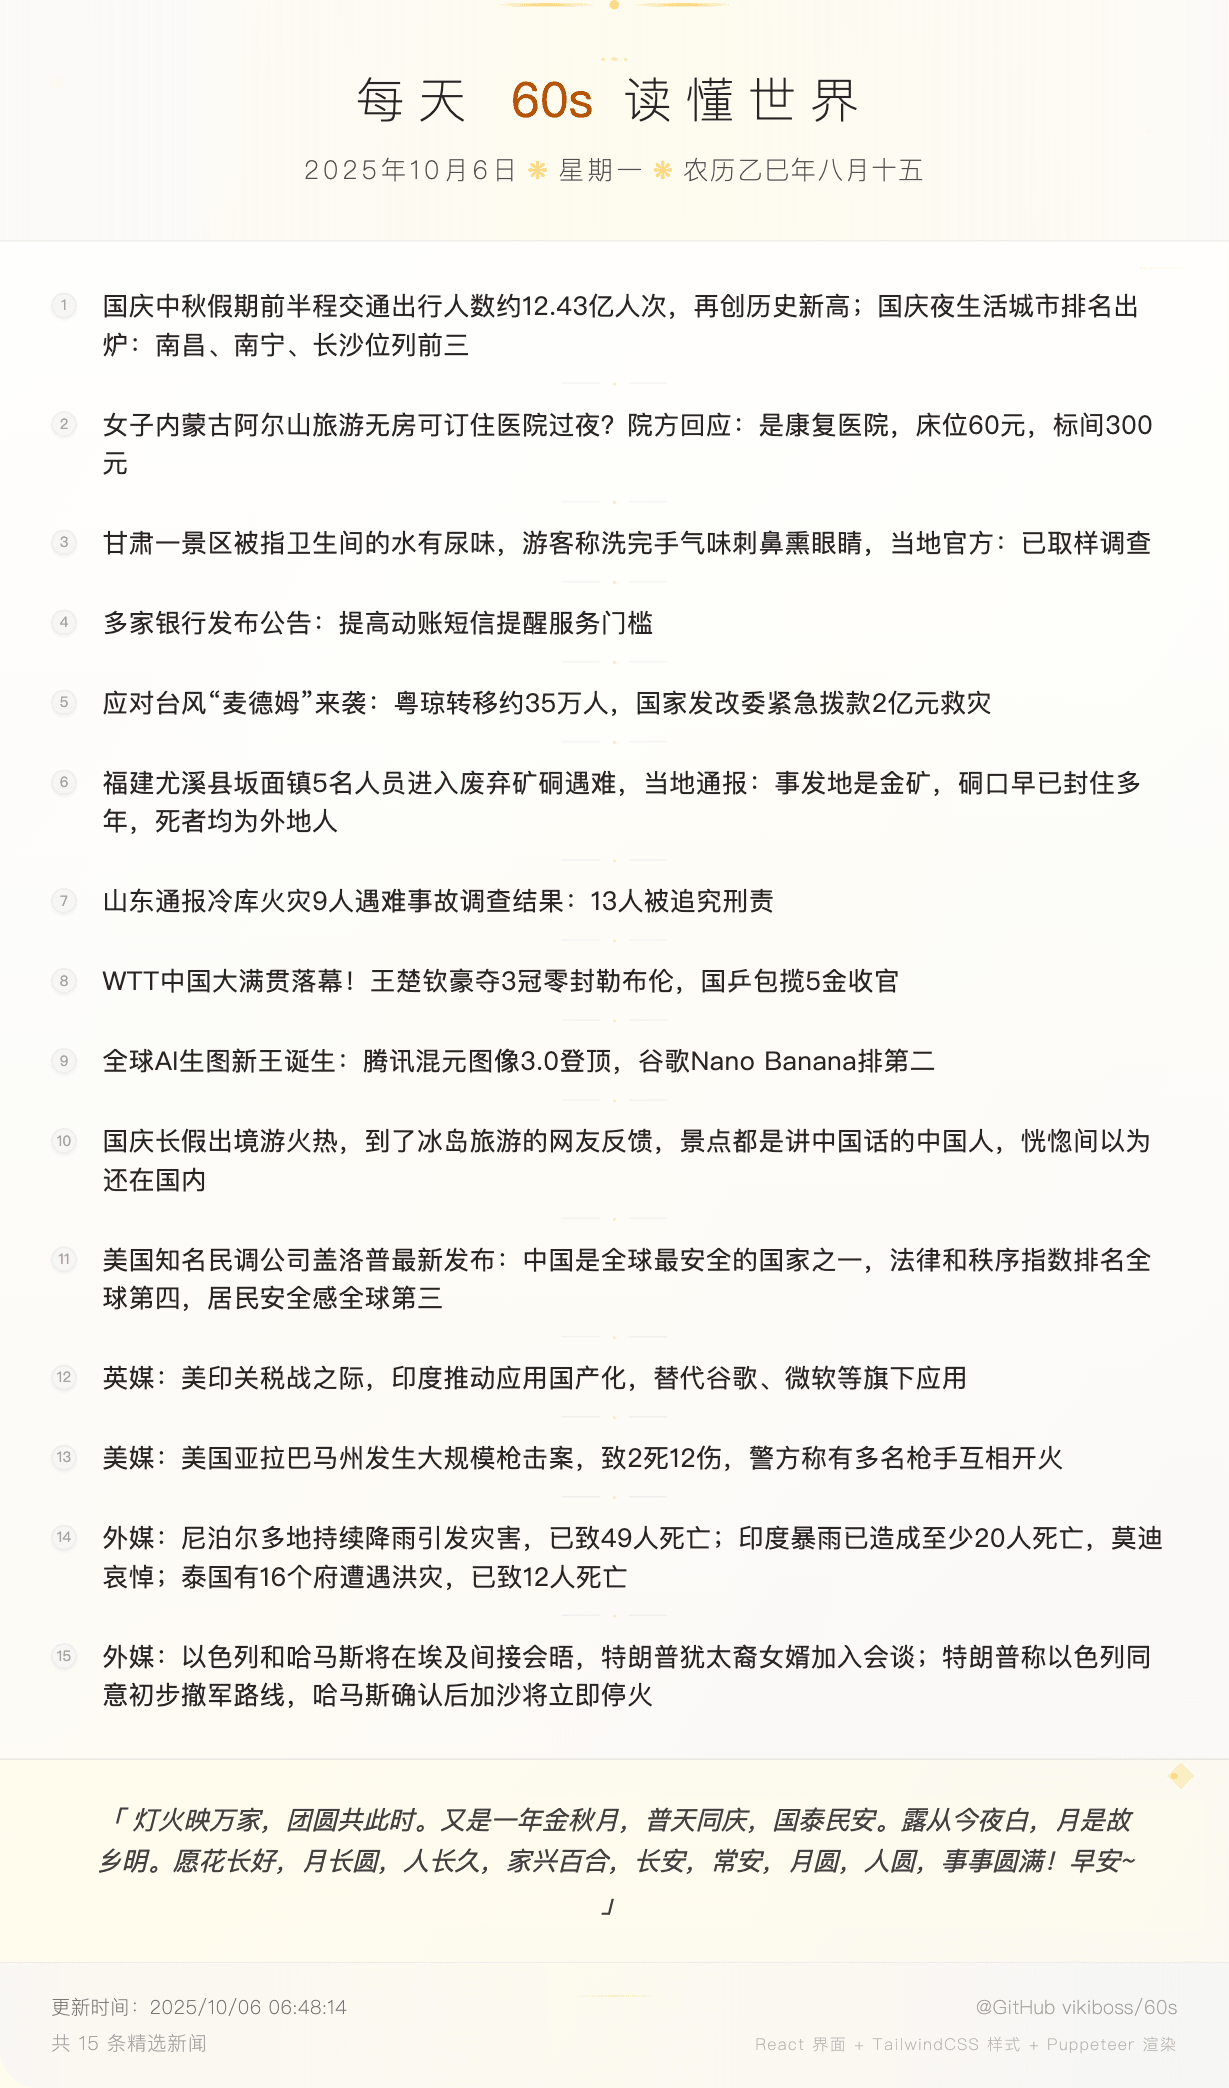 每天 60s 读懂世界
2025年10月6日 ❋ 星期一 ❋ 农历乙巳年八月十五
1 国庆中秋假期前半程交通出行人数约12.43亿人次，再创历史新高；国庆夜生活城市排名出
炉：南昌、南宁、长沙位列前三
2 女子内蒙古阿尔山旅游无房可订住医院过夜？院方回应：是康复医院，床位60元，标间300
元
3 甘肃一景区被指卫生间的水有尿味，游客称洗完手气味刺鼻熏眼睛，当地官方：已取样调查
4 多家银行发布公告：提高动账短信提醒服务门槛
5 应对台风“麦德姆”来袭：粤琼转移约35万人，国家发改委紧急拨款2亿元救灾
6 福建尤溪县坂面镇5名人员进入废弃矿硐遇难，当地通报：事发地是金矿，硐口早已封住多
年，死者均为外地人
7 山东通报冷库火灾9人遇难事故调查结果：13人被追究刑责
8 WTT中国大满贯落幕！王楚钦豪夺3冠零封勒布伦，国乒包揽5金收官
9 全球AI生图新王诞生：腾讯混元图像3.0登顶，谷歌Nano Banana排第二
10 国庆长假出境游火热，到了冰岛旅游的网友反馈，景点都是讲中国话的中国人，恍惚间以为
还在国内
11 美国知名民调公司盖洛普最新发布：中国是全球最安全的国家之一，法律和秩序指数排名全
球第四，居民安全感全球第三
12 英媒：美印关税战之际，印度推动应用国产化，替代谷歌、微软等旗下应用
13 美媒：美国亚拉巴马州发生大规模枪击案，致2死12伤，警方称有多名枪手互相开火
14 外媒：尼泊尔多地持续降雨引发灾害，已致49人死亡；印度暴雨已造成至少20人死亡，莫迪
哀悼；泰国有16个府遭遇洪灾，已致12人死亡
15 外媒：以色列和哈马斯将在埃及间接会晤，特朗普犹太裔女婿加入会谈；特朗普称以色列同
意初步撤军路线，哈马斯确认后加沙将立即停火
「 灯火映万家，团圆共此时。又是一年金秋月，普天同庆，国泰民安。露从今夜白，月是故
乡明。愿花长好，月长圆，人长久，家兴百合，长安，常安，月圆，人圆，事事圆满！早安~
」
更新时间：2025/10/06 06:48:14
共 15 条精选新闻
@GitHub vikiboss/60s
React 界面 + TailwindCSS 样式 + Puppeteer 渲染